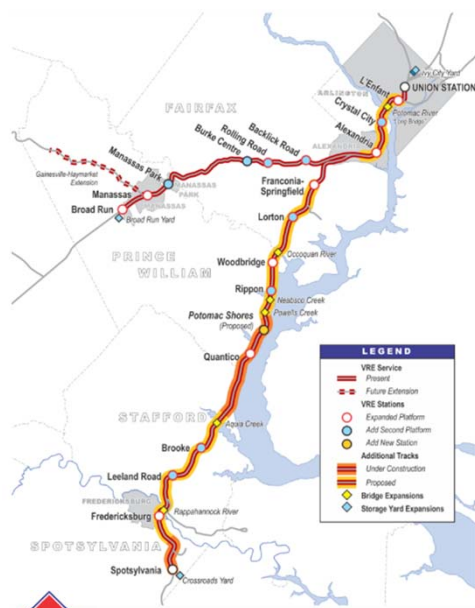 Ivy City Yard
UNION STATION
L'Enfant
ARLINGTON
Crystal City
Potomac River
Long Bridge
FAIRFAX
Alexandria
ALEXANDRIA
Backlick Road
Rolling Road
Burke Centre
Gainesville-Haymarket
Extension
Manassas Park
MANASSAS
PARK
Franconia-
Springfield
Manassas
MANASSAS
Broad Run
Broad Run Yard
Lorton
PRINCE
WILLIAM
Occoquan River
Woodbridge
Rippon
Neabsco Creek
Potomac Shores
(Proposed)
Powells Creek
Quantico
STAFFORD
Aquia Creek
Brooke
Leeland Road
FREDERICKSBURG
Rappahannock River
Fredericksburg
SPOTSYLVANIA
Spotsylvania
Crossroads Yard
LEGEND
VRE Service
Present
Future Extension
VRE Stations
Expanded Platform
Add Second Platform
Add New Station
Additional Tracks
Under Construction
Proposed
Bridge Expansions
Storage Yard Expansions